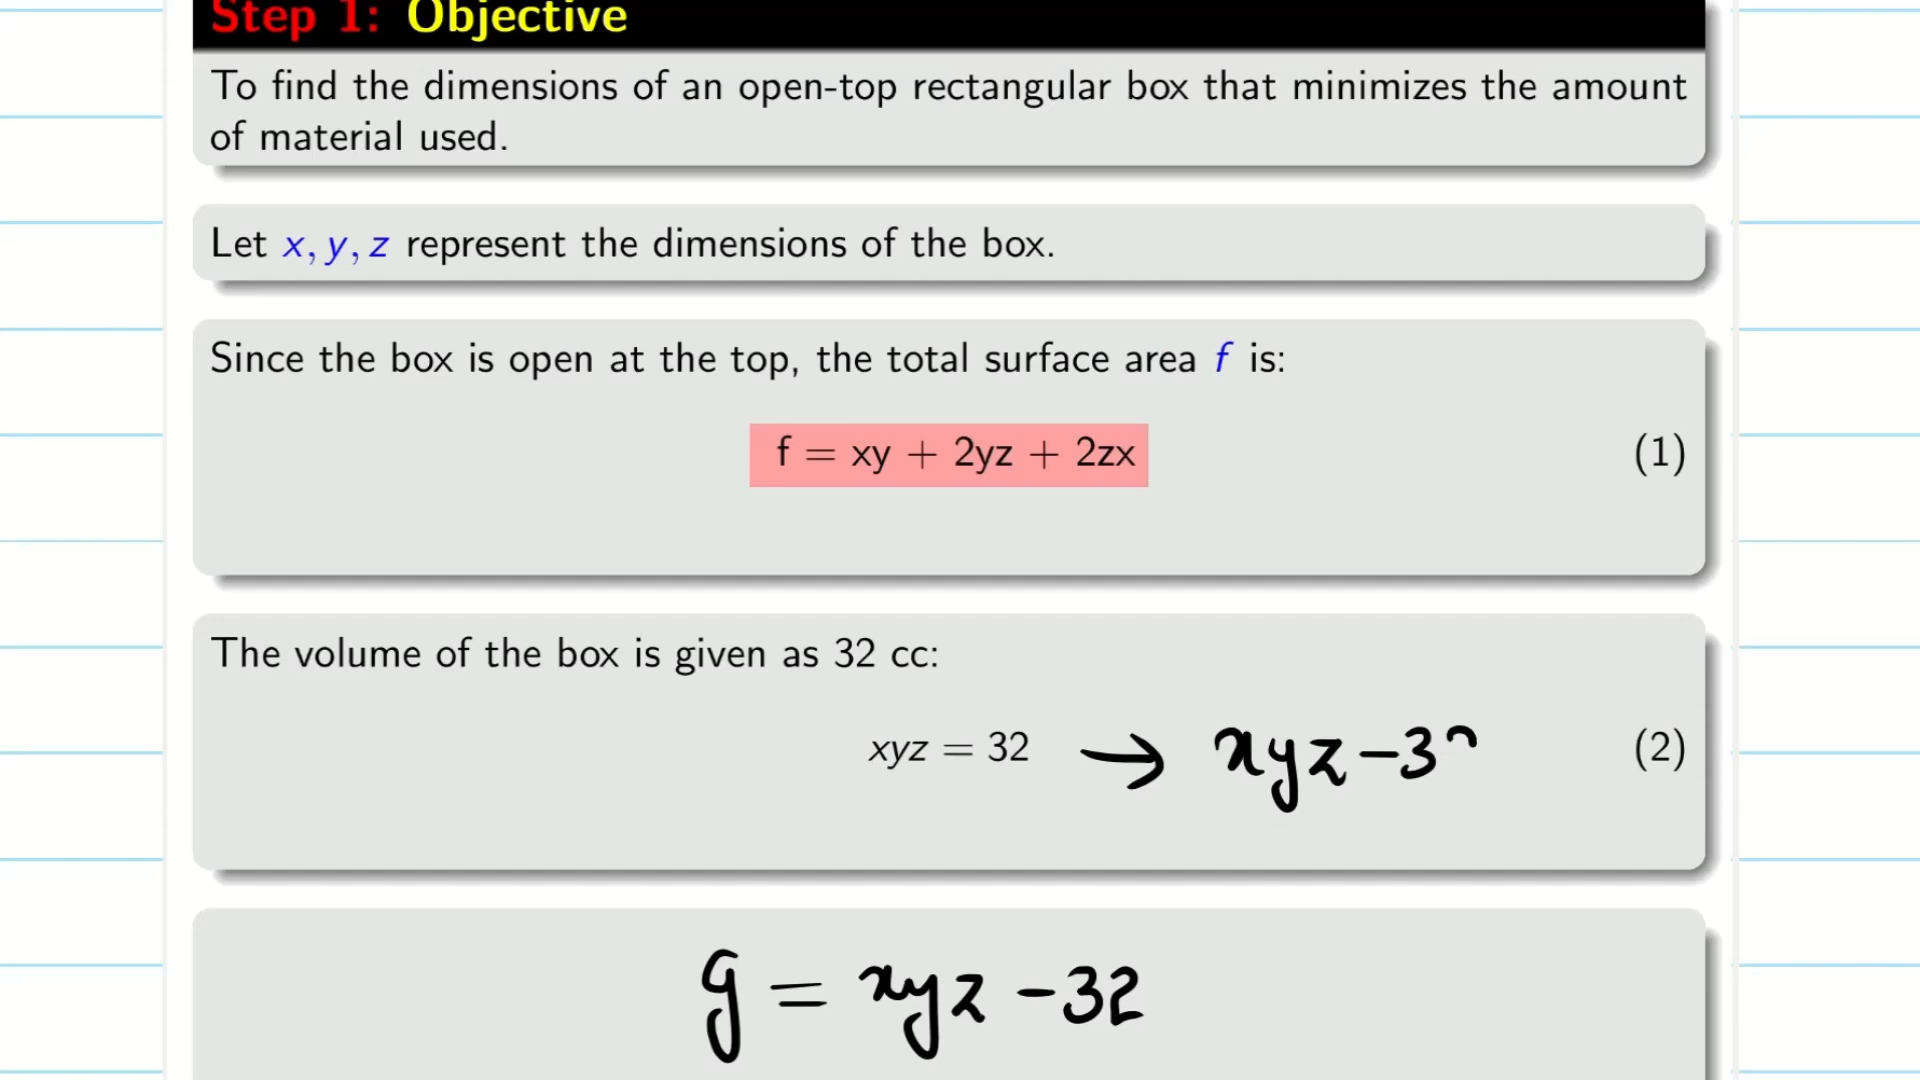 Step 1: Objective
To find the dimensions of an open-top rectangular box that minimizes the amount
of material used.
Let x, y, z represent the dimensions of the box.
Since the box is open at the top, the total surface area f is:
f = xy + 2yz + 2zx (1)
The volume of the box is given as 32 cc:
xyz = 32 → xyz - 3 (2)
g = xyz - 32